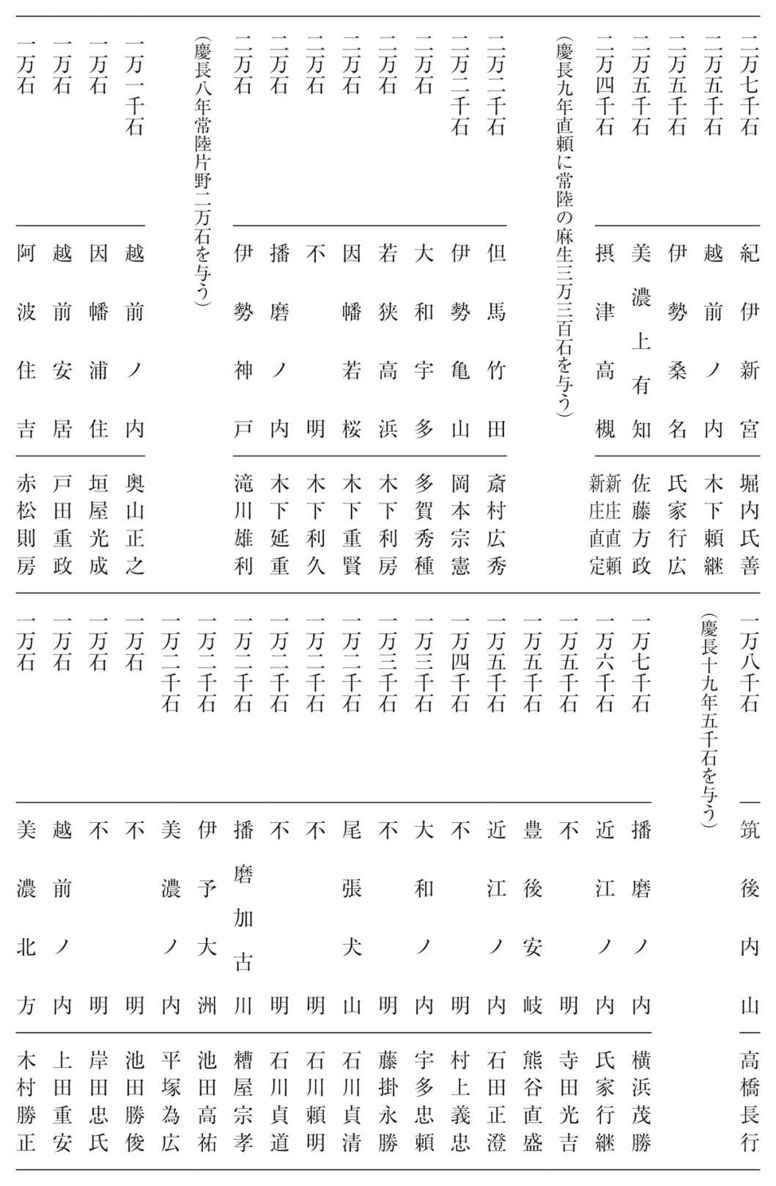 二万七千石 紀伊新宮 堀内氏善
二万五千石 越前ノ内 木下頼継
二万五千石 伊勢桑名 氏家行広
二万五千石 美濃上有知 佐藤方政
二万四千石 摂津高槻 新庄直頼 新庄直定
(慶長九年直頼に常陸の麻生三万三百石を与う)
二万二千石 但馬竹田 斎村広秀
二万二千石 伊勢亀山 岡本宗憲
二万石 大和宇多 多賀秀種
二万石 若狭高浜 木下利房
二万石 因幡若桜 木下重賢
二万石 不明 木下利久
二万石 播磨ノ内 木下延重
二万石 伊勢神戸 滝川雄利
(慶長八年常陸片野二万石を与う)
一万一千石 越前ノ内 奥山正之
一万石 因幡浦住 垣屋光成
一万石 越前安居 戸田重政
一万石 阿波住吉 赤松則房
一万八千石 筑後内山 高橋長行
(慶長十九年五千石を与う)
一万七千石 播磨ノ内 横浜茂勝
一万六千石 近江ノ内 氏家行継
一万五千石 不明 寺田光吉
一万五千石 豊後安岐 熊谷直盛
一万五千石 近江ノ内 石田正澄
一万四千石 不明 村上義忠
一万三千石 大和ノ内 宇多忠頼
一万三千石 不明 藤掛永勝
一万二千石 尾張犬山 石川貞清
一万二千石 不明 石川頼明
一万二千石 不明 石川貞道
一万二千石 播磨加古川 糟屋宗孝
一万二千石 伊予大洲 池田高祐
一万二千石 美濃ノ内 平塚為広
一万石 不明 池田勝俊
一万石 不明 岸田忠氏
一万石 越前ノ内 上田重安
一万石 美濃北方 木村勝正